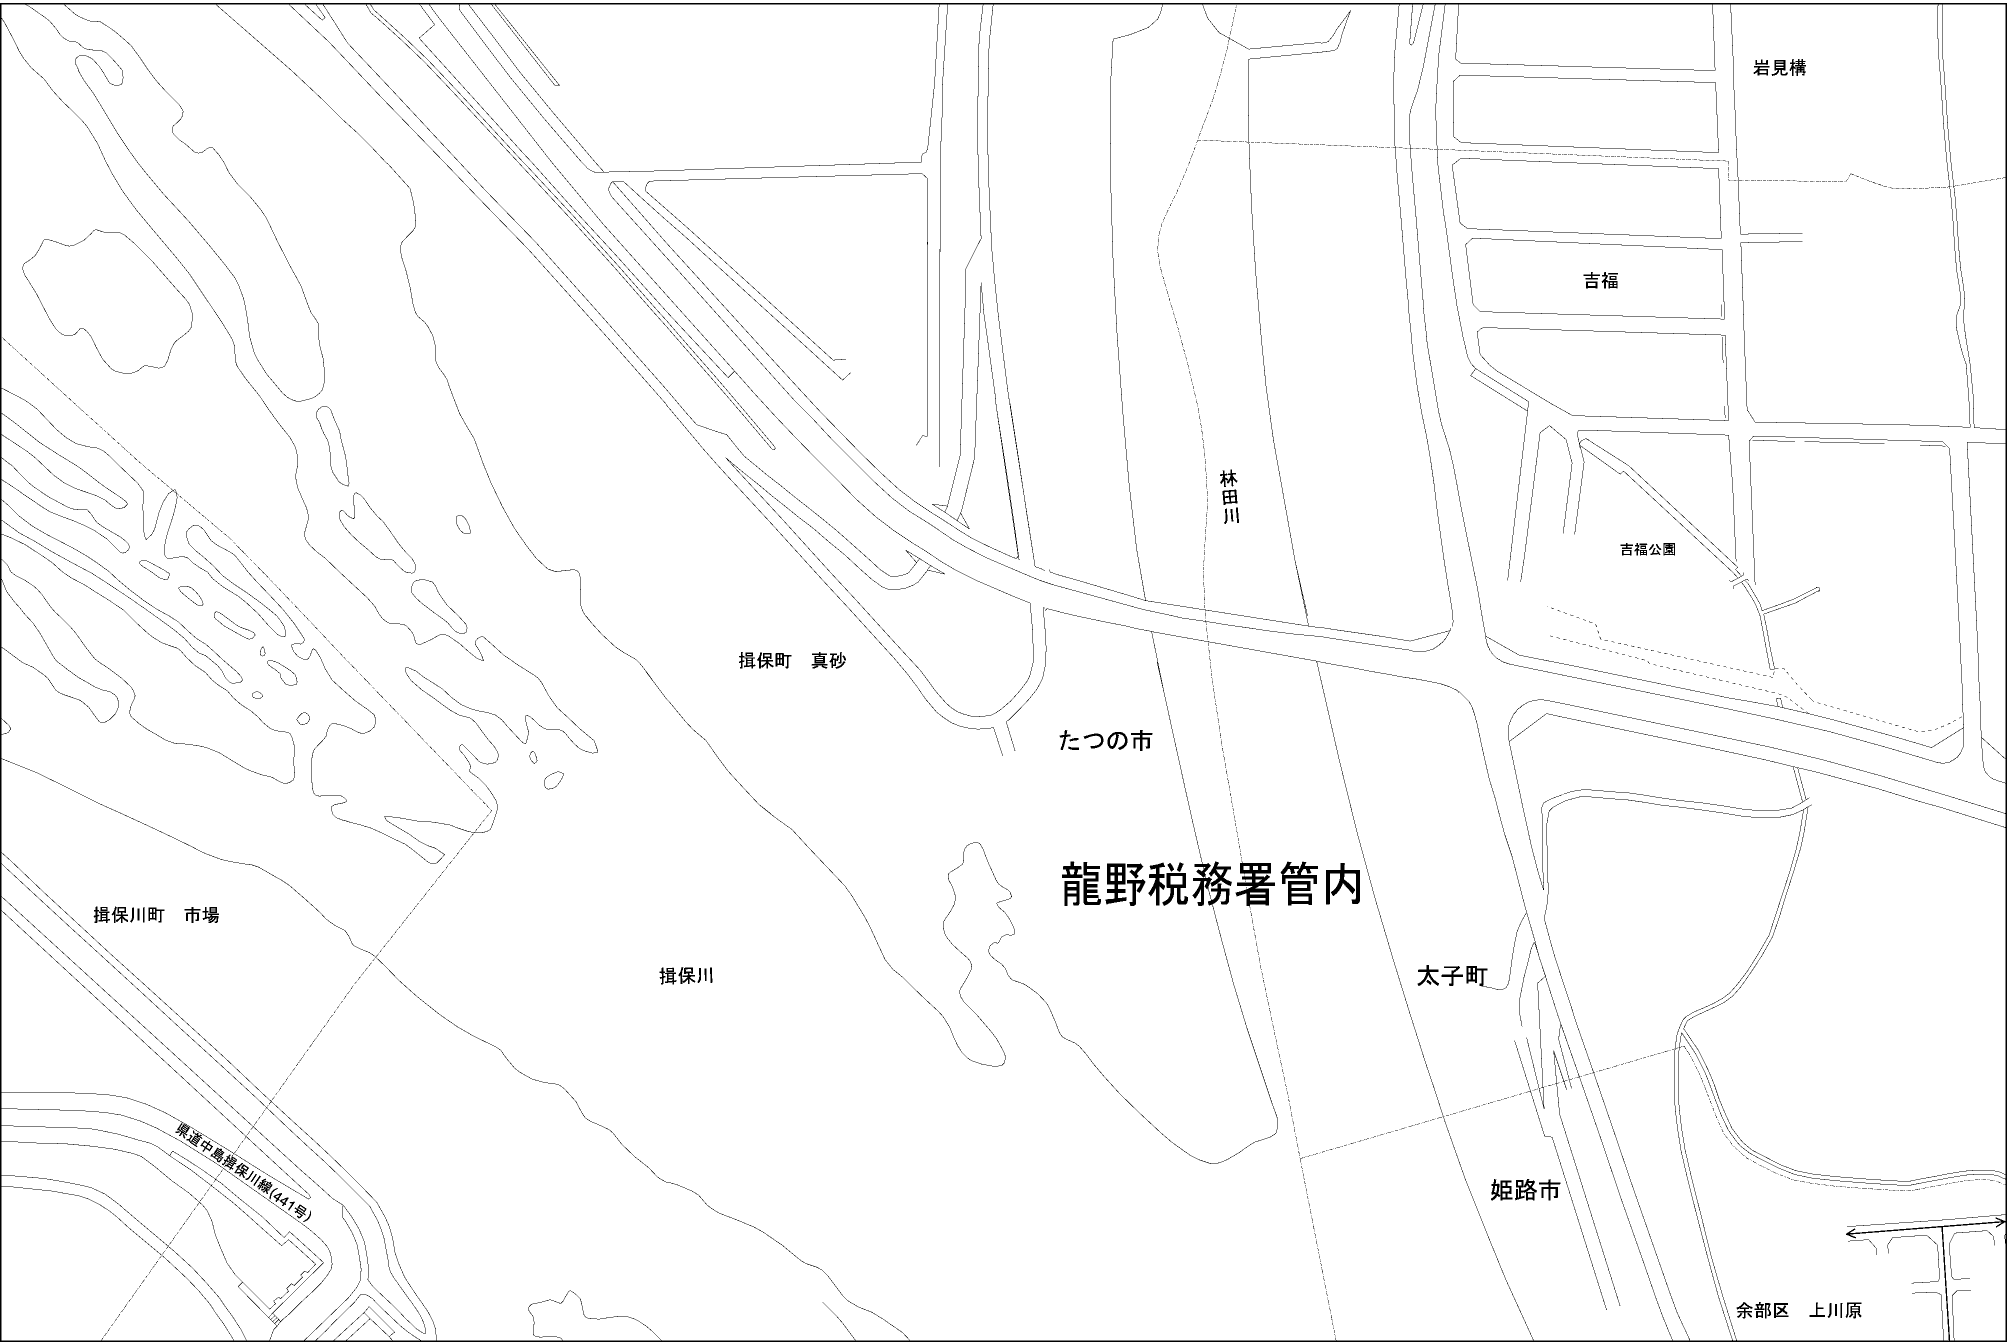 岩見構
吉福
林田川
吉福公園
揖保町　真砂
たつの市
龍野税務署管内
揖保川町　市場
揖保川
太子町
県道中島揖保川線(441号)
姫路市
余部区　上川原